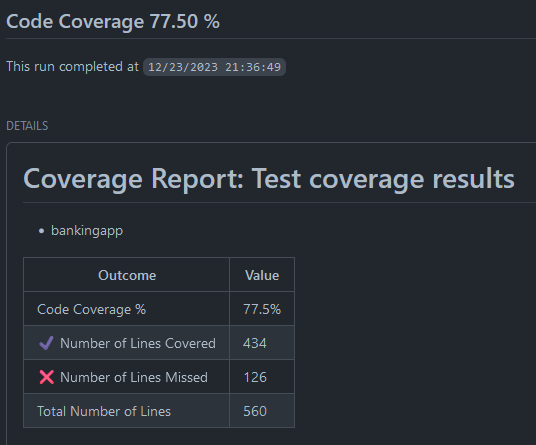 Code Coverage 77.50 %
This run completed at 12/23/2023 21:36:49
DETAILS
Coverage Report: Test coverage results
• bankingapp
Outcome Value
Code Coverage % 77.5%
✔ Number of Lines Covered 434
❌ Number of Lines Missed 126
Total Number of Lines 560